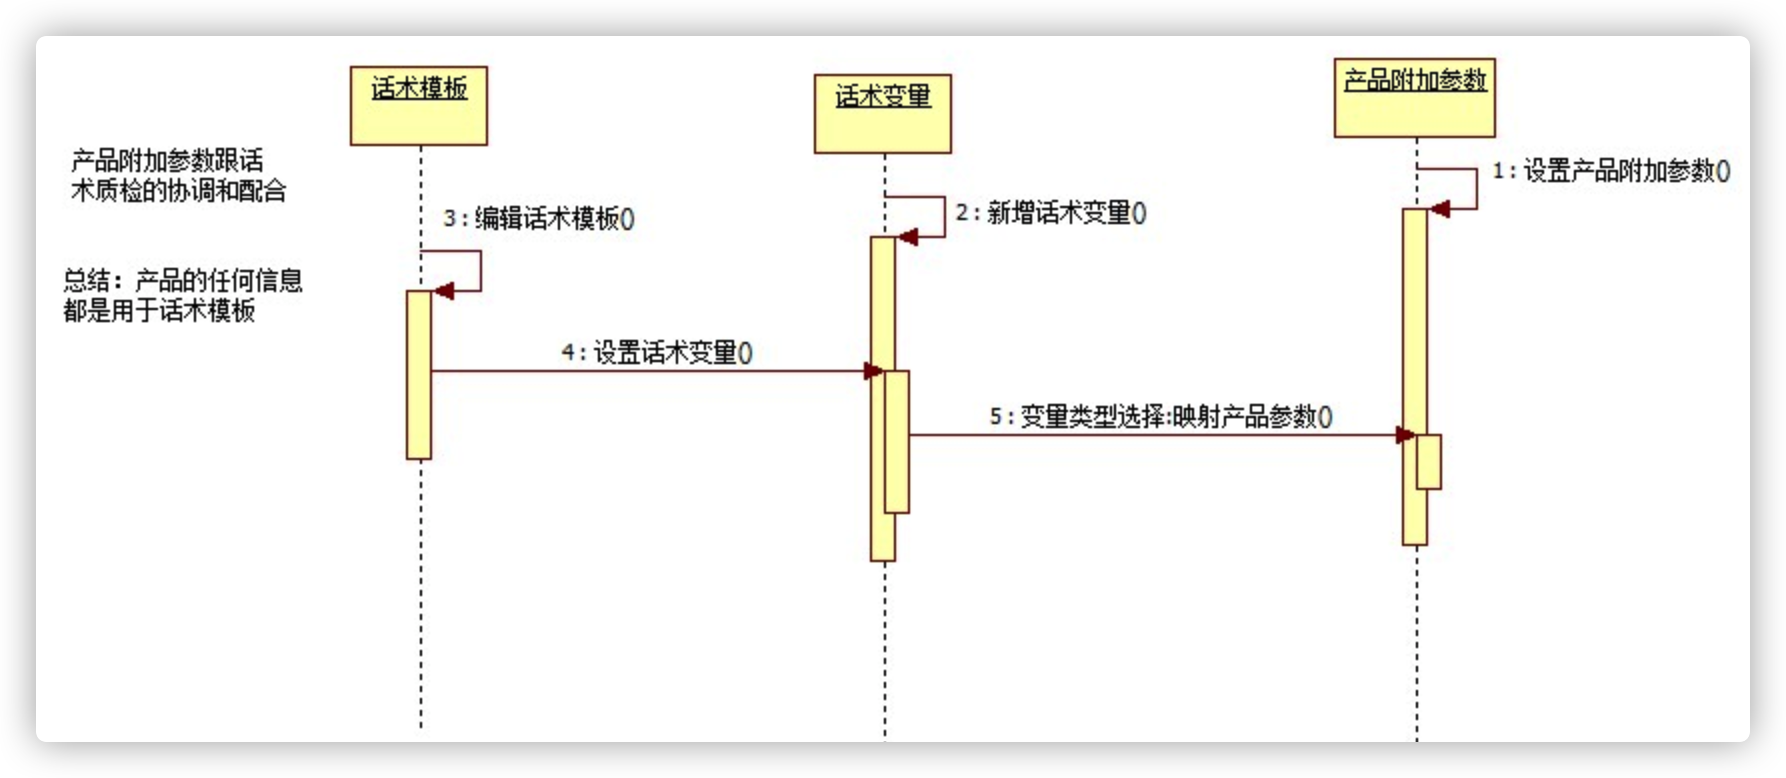 话术模板
话术变量
产品附加参数
产品附加参数跟话
术质检的协调和配合
1 : 设置产品附加参数()
3 : 编辑话术模板()
2 : 新增话术变量()
总结：产品的任何信息
都是用于话术模板
4 : 设置话术变量()
5 : 变量类型选择:映射产品参数()